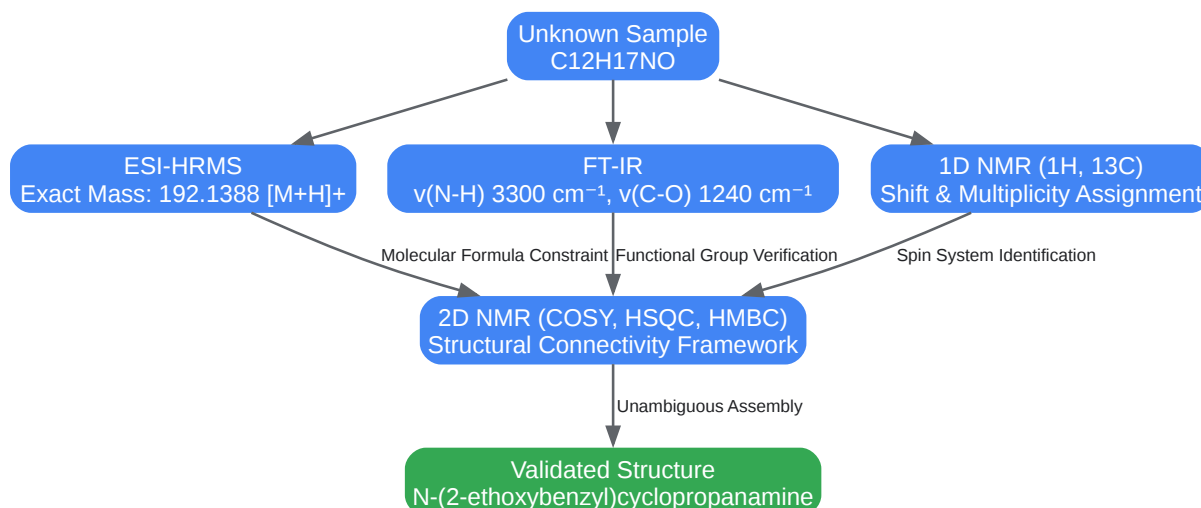 Unknown Sample
C12H17NO
ESI-HRMS
Exact Mass: 192.1388 [M+H]+
FT-IR
ν(N-H) 3300 cm⁻¹, ν(C-O) 1240 cm⁻¹
1D NMR (1H, 13C)
Shift & Multiplicity Assignment
Molecular Formula Constraint
Functional Group Verification
Spin System Identification
2D NMR (COSY, HSQC, HMBC)
Structural Connectivity Framework
Unambiguous Assembly
Validated Structure
N-(2-ethoxybenzyl)cyclopropanamine